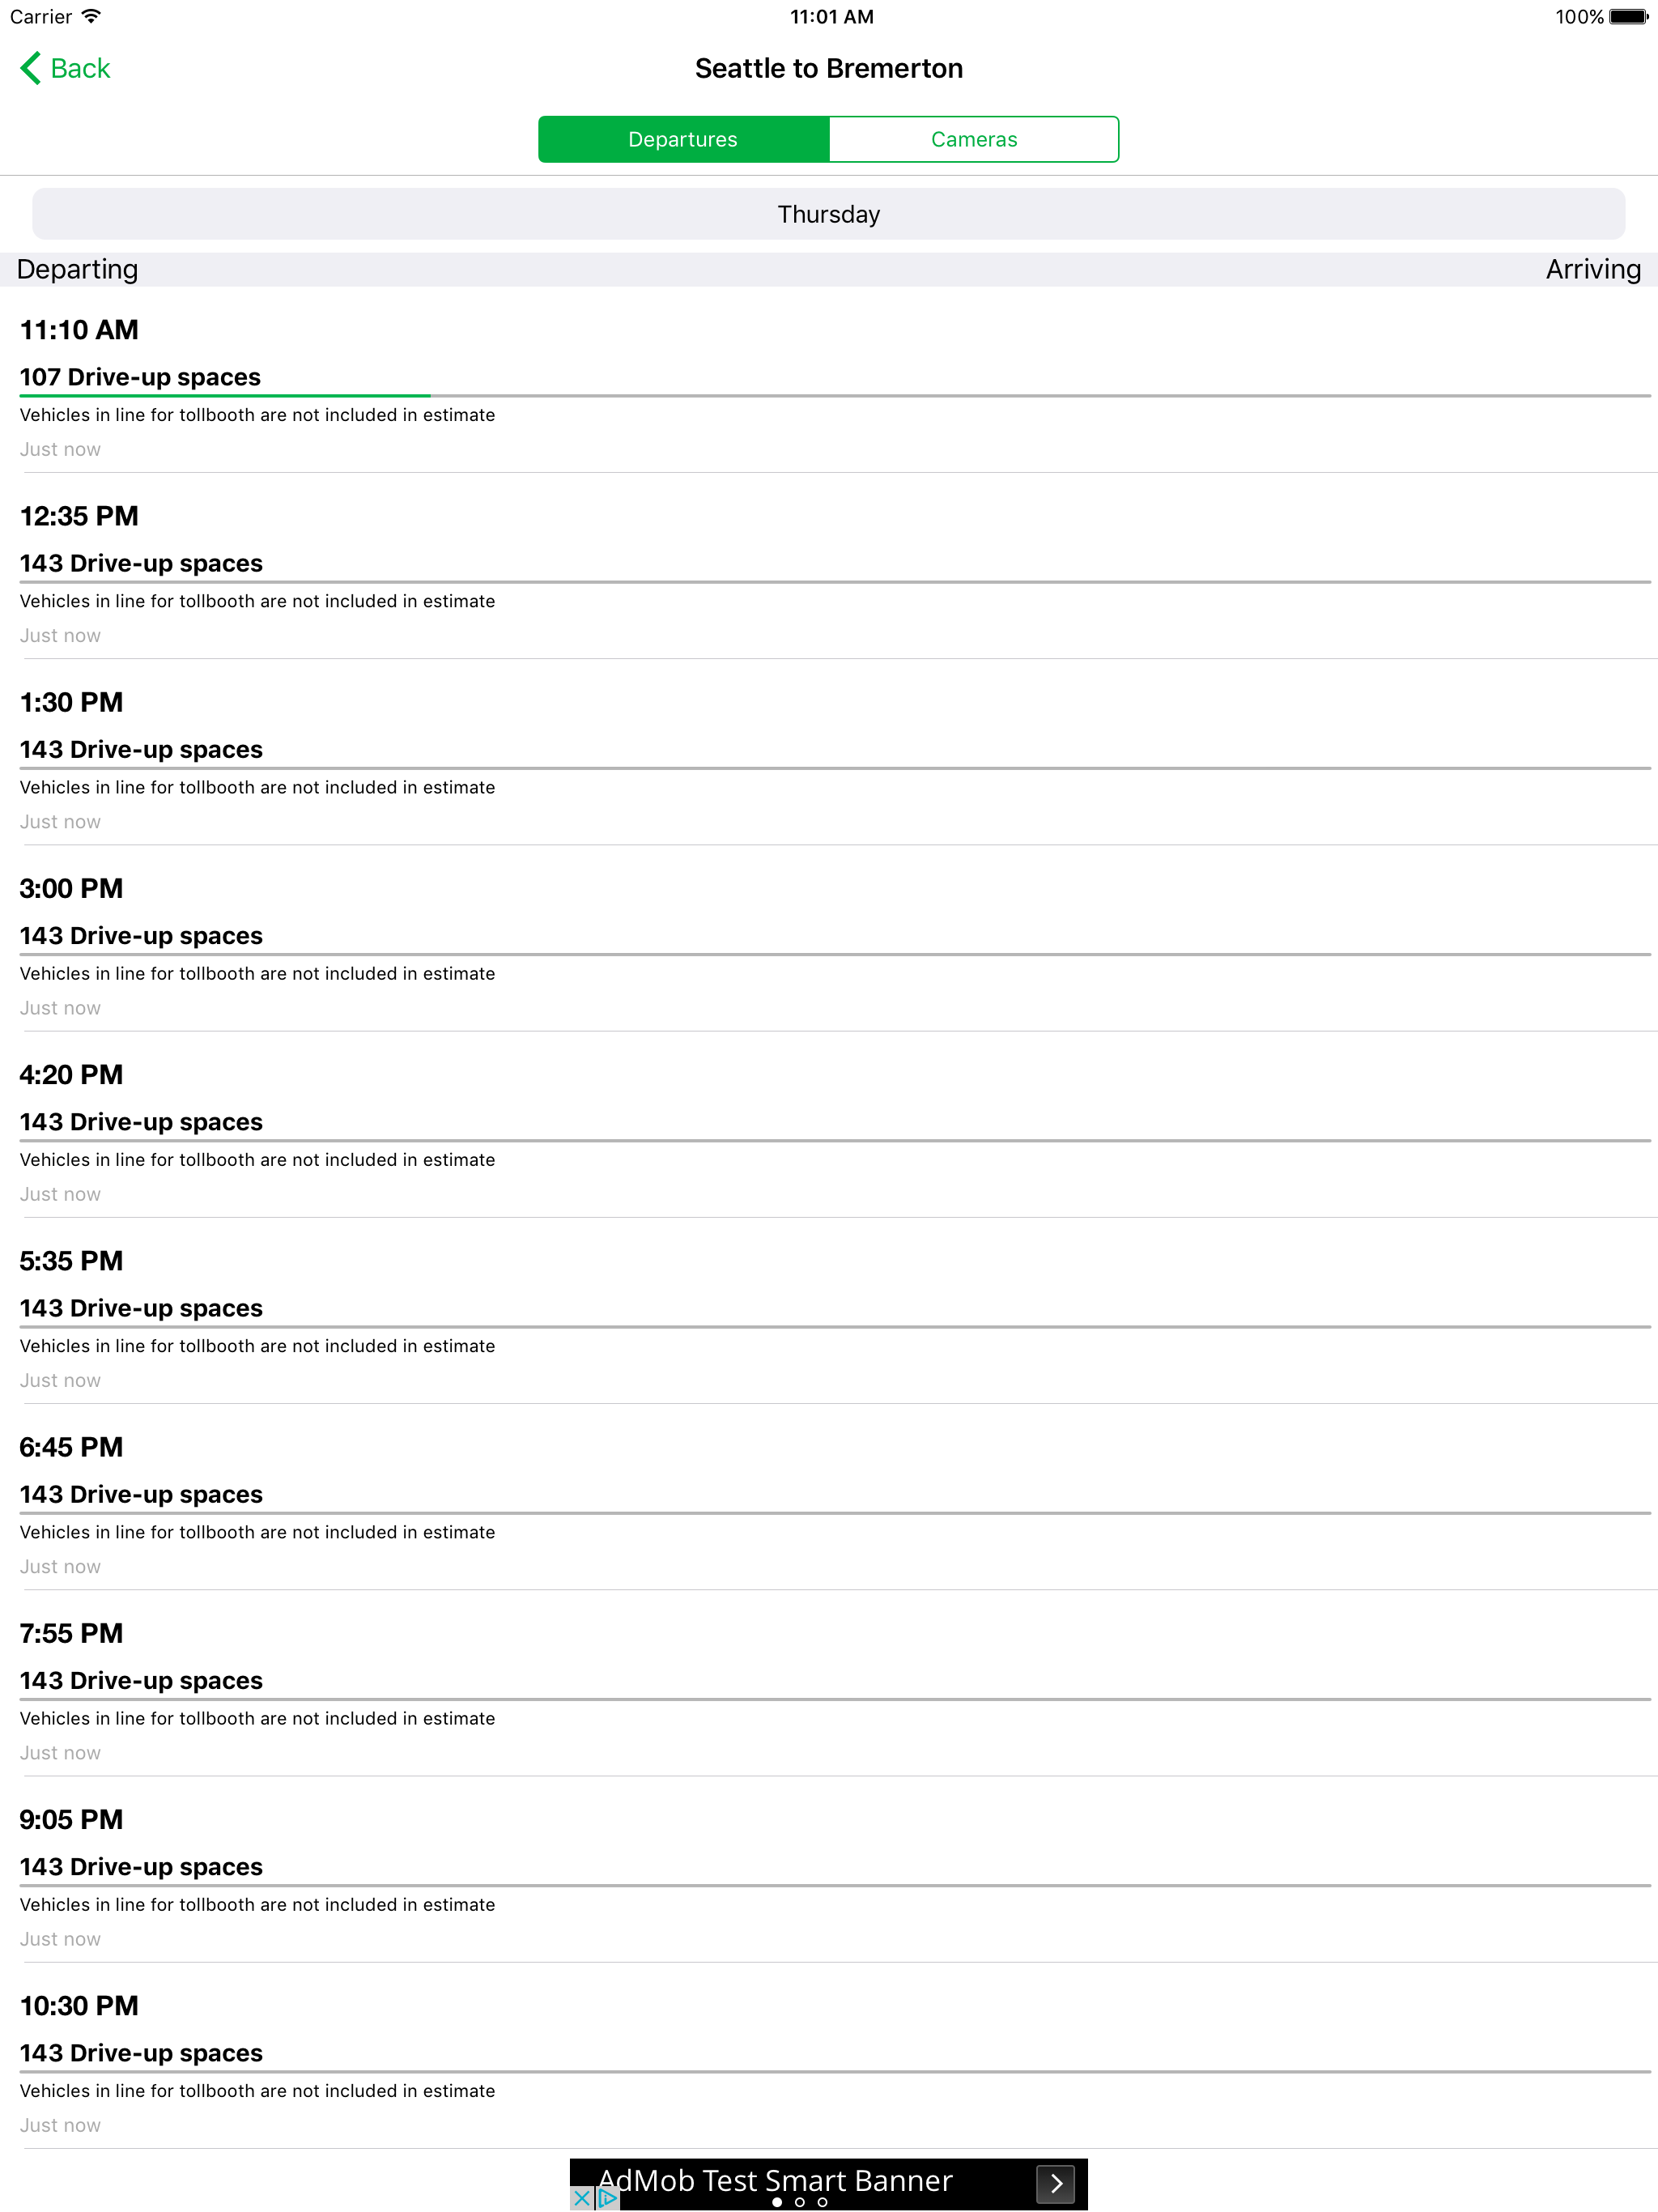 Carrier 11:01 AM 100%
Back Seattle to Bremerton
Departures Cameras
Thursday
Departing Arriving
11:10 AM
107 Drive-up spaces
Vehicles in line for tollbooth are not included in estimate
Just now
12:35 PM
143 Drive-up spaces
Vehicles in line for tollbooth are not included in estimate
Just now
1:30 PM
143 Drive-up spaces
Vehicles in line for tollbooth are not included in estimate
Just now
3:00 PM
143 Drive-up spaces
Vehicles in line for tollbooth are not included in estimate
Just now
4:20 PM
143 Drive-up spaces
Vehicles in line for tollbooth are not included in estimate
Just now
5:35 PM
143 Drive-up spaces
Vehicles in line for tollbooth are not included in estimate
Just now
6:45 PM
143 Drive-up spaces
Vehicles in line for tollbooth are not included in estimate
Just now
7:55 PM
143 Drive-up spaces
Vehicles in line for tollbooth are not included in estimate
Just now
9:05 PM
143 Drive-up spaces
Vehicles in line for tollbooth are not included in estimate
Just now
10:30 PM
143 Drive-up spaces
Vehicles in line for tollbooth are not included in estimate
Just now
AdMob Test Smart Banner